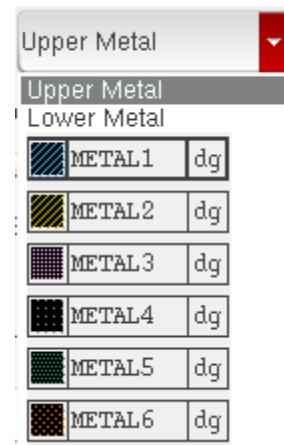 Upper Metal
Upper Metal
Lower Metal
METAL1 dg
METAL2 dg
METAL3 dg
METAL4 dg
METAL5 dg
METAL6 dg